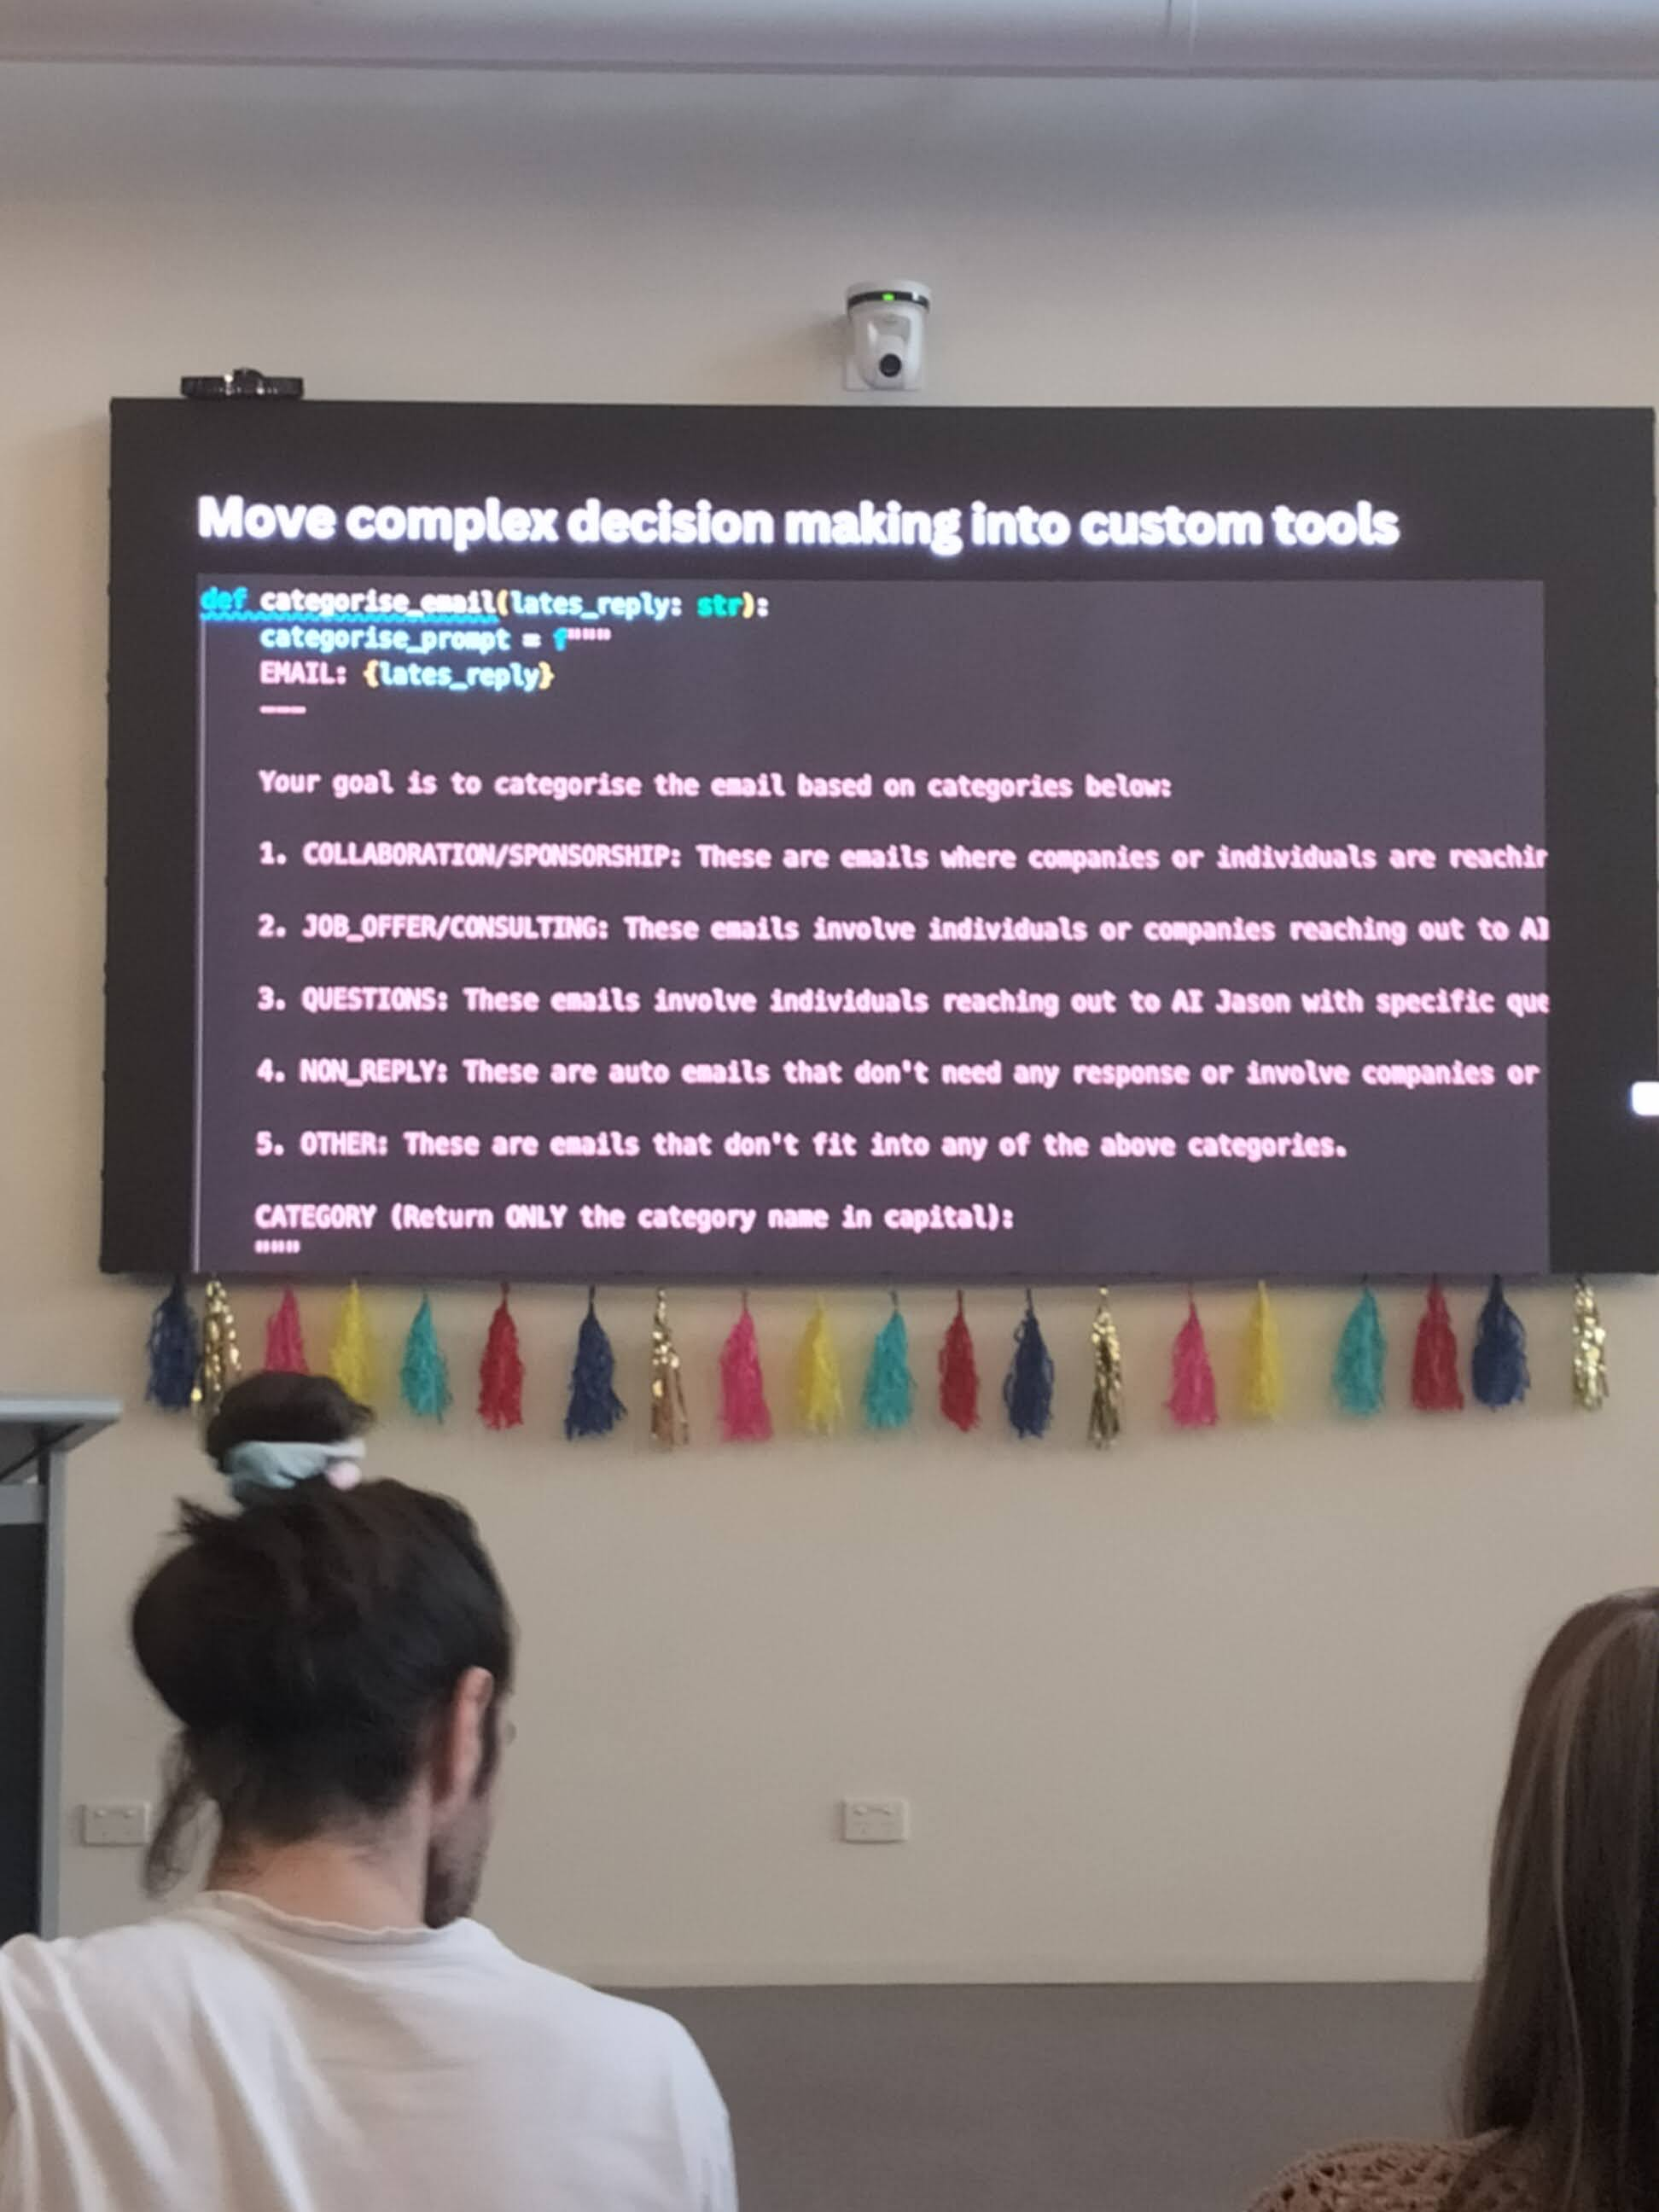 Move complex decision making into custom tools
def categorise_email(lates_reply: str):
categorise_prompt = f"""
EMAIL: {lates_reply}
---
Your goal is to categorise the email based on categories below:
1. COLLABORATION/SPONSORSHIP: These are emails where companies or individuals are reachin
2. JOB_OFFER/CONSULTING: These emails involve individuals or companies reaching out to AI
3. QUESTIONS: These emails involve individuals reaching out to AI Jason with specific que
4. NON_REPLY: These are auto emails that don't need any response or involve companies or
5. OTHER: These are emails that don't fit into any of the above categories.
CATEGORY (Return ONLY the category name in capital):
"""